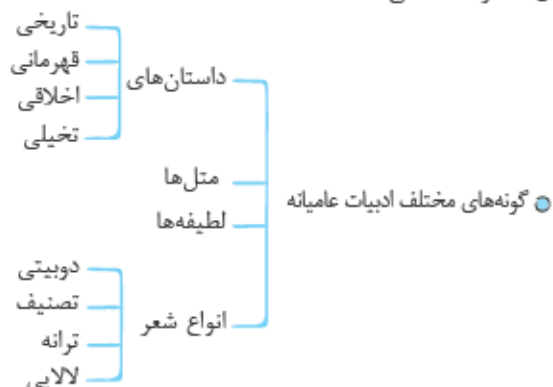 گونه‌های مختلف ادبیات عامیانه
داستان‌های
تاریخی
قهرمانی
اخلاقی
تخیلی
متل‌ها
لطیفه‌ها
انواع شعر
دوبیتی
تصنیف
ترانه
لالایی